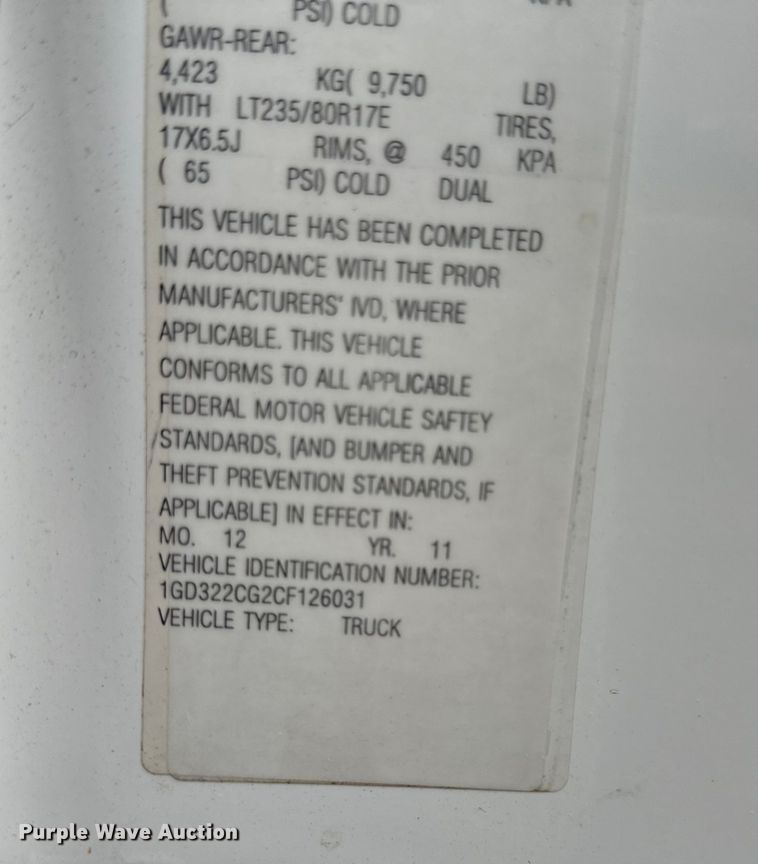 ( PSI) COLD
GAWR-REAR:
4,423 KG( 9,750 LB)
WITH LT235/80R17E TIRES,
17X6.5J RIMS, @ 450 KPA
( 65 PSI) COLD DUAL
THIS VEHICLE HAS BEEN COMPLETED
IN ACCORDANCE WITH THE PRIOR
MANUFACTURERS' IVD, WHERE
APPLICABLE. THIS VEHICLE
CONFORMS TO ALL APPLICABLE
FEDERAL MOTOR VEHICLE SAFTEY
STANDARDS, [AND BUMPER AND
THEFT PREVENTION STANDARDS, IF
APPLICABLE] IN EFFECT IN:
MO. 12 YR. 11
VEHICLE IDENTIFICATION NUMBER:
1GD322CG2CF126031
VEHICLE TYPE: TRUCK
Purple Wave Auction